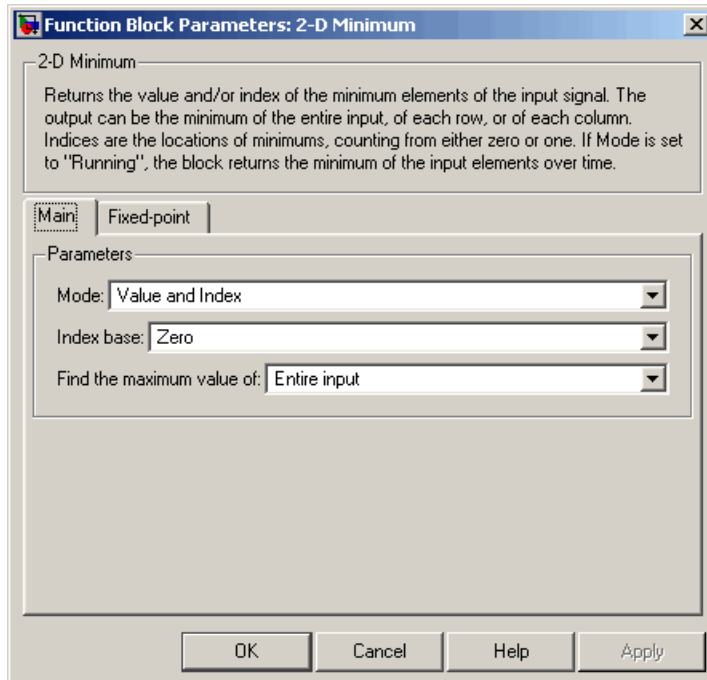 Function Block Parameters: 2-D Minimum
2-D Minimum
Returns the value and/or index of the minimum elements of the input signal. The
output can be the minimum of the entire input, of each row, or of each column.
Indices are the locations of minimums, counting from either zero or one. If Mode is set
to "Running", the block returns the minimum of the input elements over time.
Main Fixed-point
Parameters
Mode: Value and Index
Index base: Zero
Find the maximum value of: Entire input
OK Cancel Help Apply